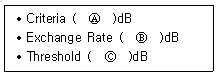 • Criteria ( Ⓐ )dB
• Exchange Rate ( Ⓑ )dB
• Threshold ( Ⓒ )dB